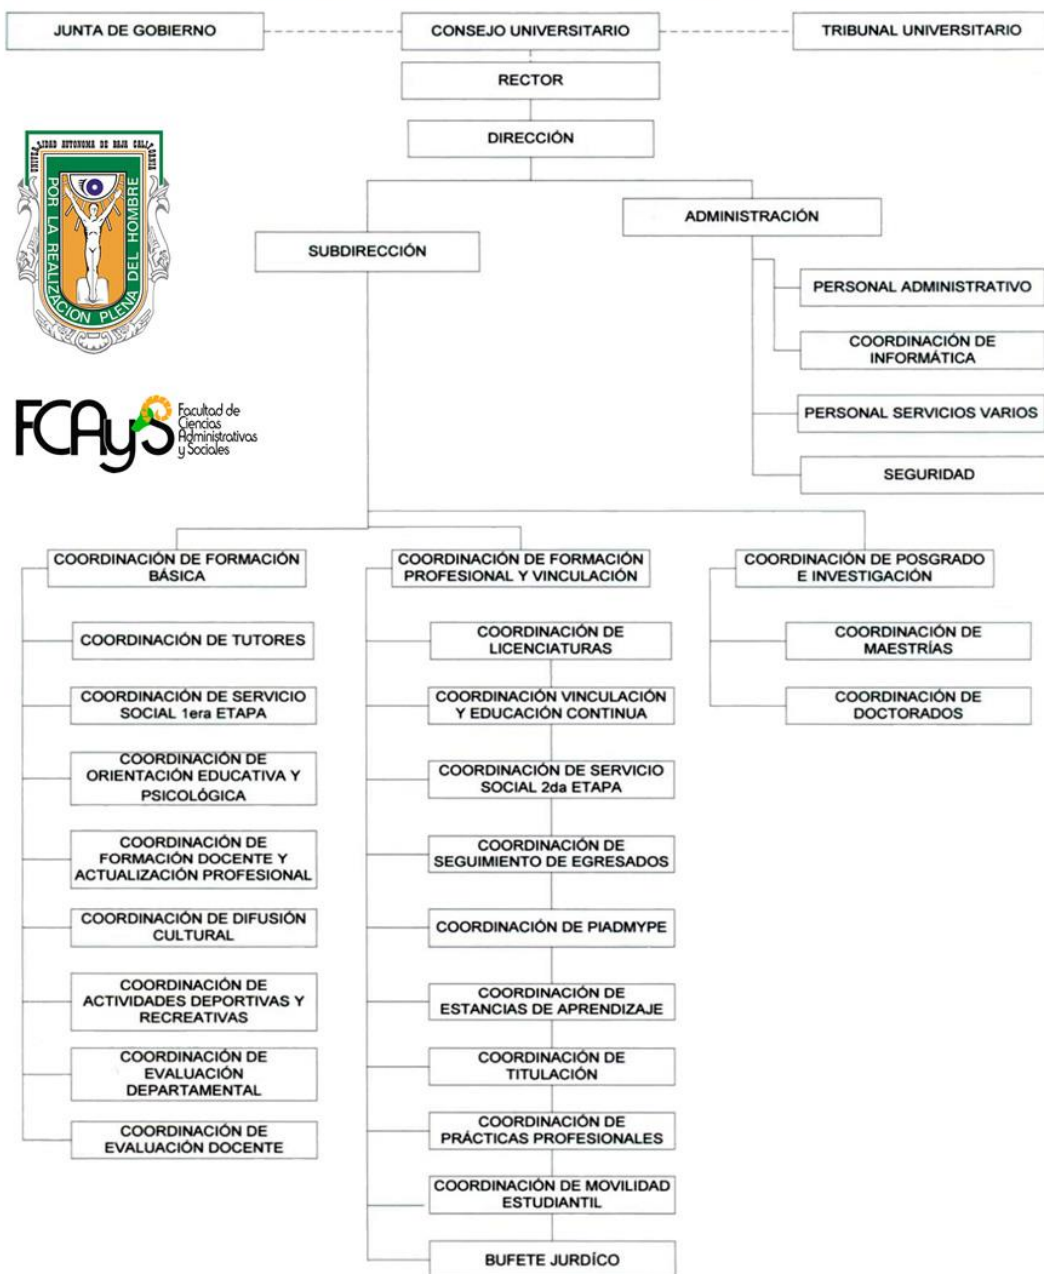 JUNTA DE GOBIERNO
CONSEJO UNIVERSITARIO
TRIBUNAL UNIVERSITARIO
RECTOR
DIRECCIÓN
UNIVERSIDAD AUTONOMA DE BAJA CALIFORNIA
POR LA REALIZACION PLENA DEL HOMBRE
SUBDIRECCIÓN
ADMINISTRACIÓN
PERSONAL ADMINISTRATIVO
COORDINACIÓN DE
INFORMÁTICA
PERSONAL SERVICIOS VARIOS
SEGURIDAD
FCAyS
Facultad de
Ciencias
Administrativas
y Sociales
COORDINACIÓN DE FORMACIÓN
BÁSICA
COORDINACIÓN DE TUTORES
COORDINACIÓN DE SERVICIO
SOCIAL 1era ETAPA
COORDINACIÓN DE
ORIENTACIÓN EDUCATIVA Y
PSICOLÓGICA
COORDINACIÓN DE
FORMACIÓN DOCENTE Y
ACTUALIZACIÓN PROFESIONAL
COORDINACIÓN DE DIFUSIÓN
CULTURAL
COORDINACIÓN DE
ACTIVIDADES DEPORTIVAS Y
RECREATIVAS
COORDINACIÓN DE
EVALUACIÓN
DEPARTAMENTAL
COORDINACIÓN DE
EVALUACIÓN DOCENTE
COORDINACIÓN DE FORMACIÓN
PROFESIONAL Y VINCULACIÓN
COORDINACIÓN DE
LICENCIATURAS
COORDINACIÓN VINCULACIÓN
Y EDUCACIÓN CONTINUA
COORDINACIÓN DE SERVICIO
SOCIAL 2da ETAPA
COORDINACIÓN DE
SEGUIMIENTO DE EGRESADOS
COORDINACIÓN DE PIADMYPE
COORDINACIÓN DE
ESTANCIAS DE APRENDIZAJE
COORDINACIÓN DE
TITULACIÓN
COORDINACIÓN DE
PRÁCTICAS PROFESIONALES
COORDINACIÓN DE MOVILIDAD
ESTUDIANTIL
BUFETE JURDÍCO
COORDINACIÓN DE POSGRADO
E INVESTIGACIÓN
COORDINACIÓN DE
MAESTRÍAS
COORDINACIÓN DE
DOCTORADOS